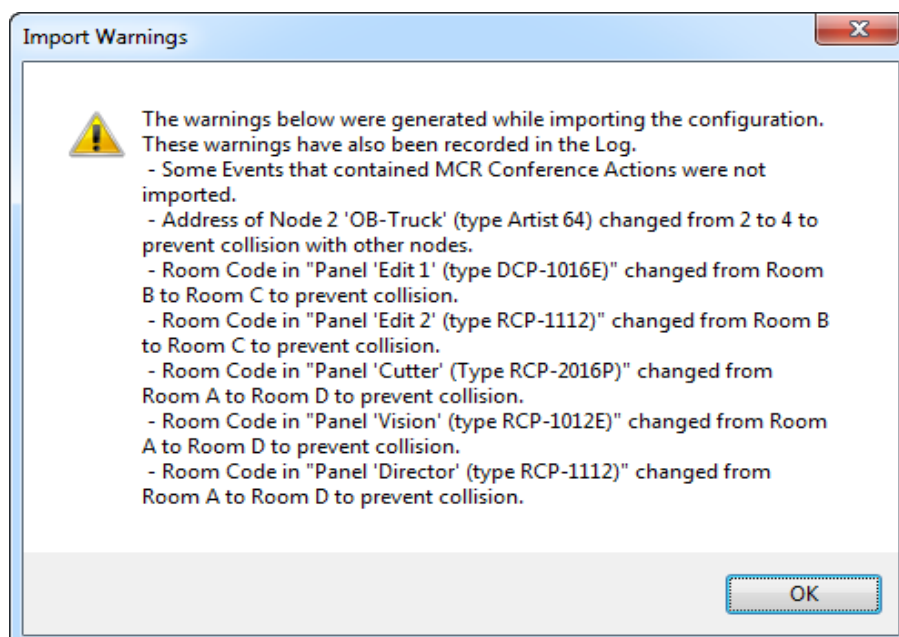 Import Warnings
The warnings below were generated while importing the configuration.
These warnings have also been recorded in the Log.
- Some Events that contained MCR Conference Actions were not
imported.
- Address of Node 2 'OB-Truck' (type Artist 64) changed from 2 to 4 to
prevent collision with other nodes.
- Room Code in "Panel 'Edit 1' (type DCP-1016E)" changed from Room
B to Room C to prevent collision.
- Room Code in "Panel 'Edit 2' (type RCP-1112)" changed from Room B
to Room C to prevent collision.
- Room Code in "Panel 'Cutter' (Type RCP-2016P)" changed from
Room A to Room D to prevent collision.
- Room Code in "Panel 'Vision' (type RCP-1012E)" changed from Room
A to Room D to prevent collision.
- Room Code in "Panel 'Director' (type RCP-1112)" changed from
Room A to Room D to prevent collision.
OK